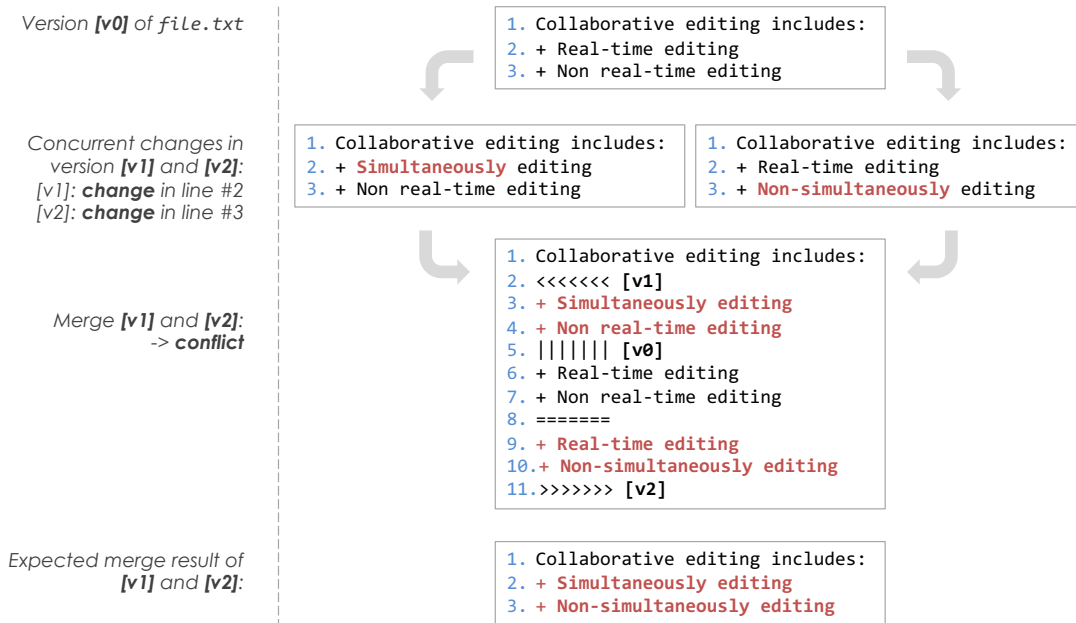 Version [v0] of file.txt
1. Collaborative editing includes:
2. + Real-time editing
3. + Non real-time editing
Concurrent changes in
version [v1] and [v2]:
[v1]: change in line #2
[v2]: change in line #3
1. Collaborative editing includes:
2. + Simultaneously editing
3. + Non real-time editing
1. Collaborative editing includes:
2. + Real-time editing
3. + Non-simultaneously editing
Merge [v1] and [v2]:
-> conflict
1. Collaborative editing includes:
2. <<<<<<< [v1]
3. + Simultaneously editing
4. + Non real-time editing
5. ||||||| [v0]
6. + Real-time editing
7. + Non real-time editing
8. =======
9. + Real-time editing
10.+ Non-simultaneously editing
11.>>>>>>> [v2]
Expected merge result of
[v1] and [v2]:
1. Collaborative editing includes:
2. + Simultaneously editing
3. + Non-simultaneously editing